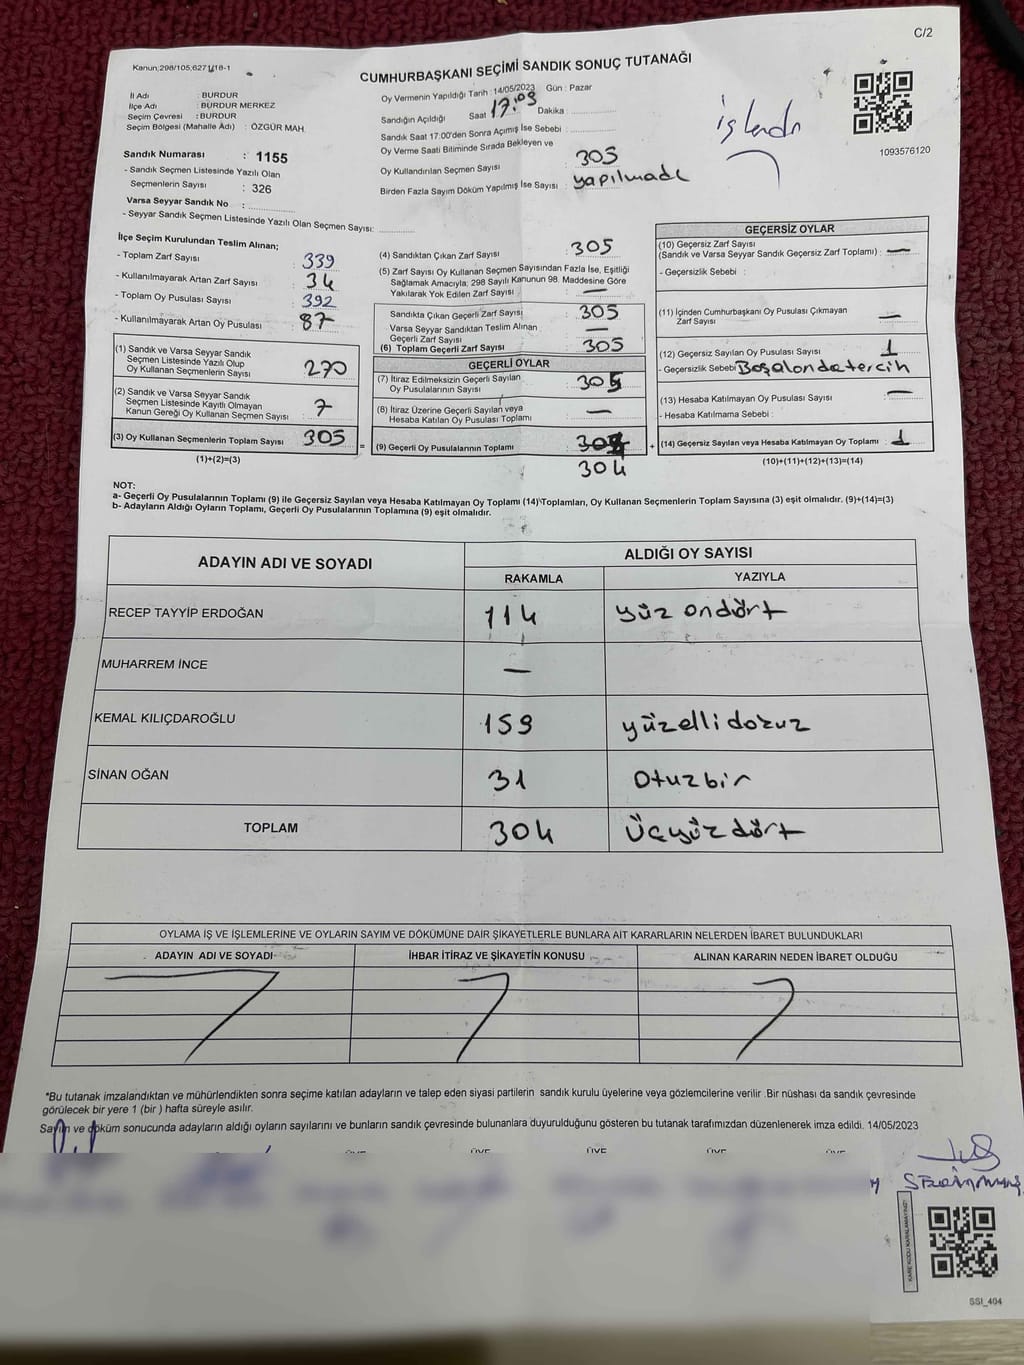 C/2
Kanun:298/105,627 1/18-1
CUMHURBAŞKANI SEÇİMİ SANDIK SONUÇ TUTANAĞI
İl Adı : BURDUR
İlçe Adı : BURDUR MERKEZ
Seçim Çevresi : BURDUR
Seçim Bölgesi (Mahalle Adı) : ÖZGÜR MAH.
Sandık Numarası : 1155
- Sandık Seçmen Listesinde Yazılı Olan
Seçmenlerin Sayısı : 326
Varsa Seyyar Sandık No :
- Seyyar Sandık Seçmen Listesinde Yazılı Olan Seçmen Sayısı:
Oy Vermenin Yapıldığı Tarih : 14/05/2023 Gün : Pazar
Sandığın Açıldığı Saat 17:09 Dakika
Sandık Saat 17:00'den Sonra Açımış İse Sebebi :
Oy Verme Saati Bitiminde Sırada Bekleyen ve
Oy Kullandırılan Seçmen Sayısı 305
Birden Fazla Sayım Döküm Yapılmış İse Sayısı : yapılmadı
işlendi
1093576120
İlçe Seçim Kurulundan Teslim Alınan;
- Toplam Zarf Sayısı : 339
- Kullanılmayarak Artan Zarf Sayısı : 34
- Toplam Oy Pusulası Sayısı : 392
- Kullanılmayarak Artan Oy Pusulası : 87
(1) Sandık ve Varsa Seyyar Sandık
Seçmen Listesinde Yazılı Olup
Oy Kullanan Seçmenlerin Sayısı : 270
(2) Sandık ve Varsa Seyyar Sandık
Seçmen Listesinde Kayıtlı Olmayan
Kanun Gereği Oy Kullanan Seçmen Sayısı : 7
(3) Oy Kullanan Seçmenlerin Toplam Sayısı 305
(1)+(2)=(3)
(4) Sandıktan Çıkan Zarf Sayısı : 305
(5) Zarf Sayısı Oy Kullanan Seçmen Sayısından Fazla İse, Eşitliği
Sağlamak Amacıyla; 298 Sayılı Kanunun 98. Maddesine Göre
Yakılarak Yok Edilen Zarf Sayısı : —
Sandıkta Çıkan Geçerli Zarf Sayısı : 305
Varsa Seyyar Sandıktan Teslim Alınan
Geçerli Zarf Sayısı : —
(6) Toplam Geçerli Zarf Sayısı : 305
GEÇERLİ OYLAR
(7) İtiraz Edilmeksizin Geçerli Sayılan
Oy Pusulalarının Sayısı :
(8) İtiraz Üzerine Geçerli Sayılan veya
Hesaba Katılan Oy Pusulası Toplamı : —
(9) Geçerli Oy Pusulalarının Toplamı
304
GEÇERSİZ OYLAR
(10) Geçersiz Zarf Sayısı
(Sandık ve Varsa Seyyar Sandık Geçersiz Zarf Toplamı) : —
- Geçersizlik Sebebi :
(11) İçinden Cumhurbaşkanı Oy Pusulası Çıkmayan
Zarf Sayısı : —
(12) Geçersiz Sayılan Oy Pusulası Sayısı : 1
- Geçersizlik Sebebi Boş alanda tercih
(13) Hesaba Katılmayan Oy Pusulası Sayısı : —
- Hesaba Katılmama Sebebi :
(14) Geçersiz Sayılan veya Hesaba Katılmayan Oy Toplamı : 1
(10)+(11)+(12)+(13)=(14)
NOT:
a- Geçerli Oy Pusulalarının Toplamı (9) ile Geçersiz Sayılan veya Hesaba Katılmayan Oy Toplamı (14) Toplamları, Oy Kullanan Seçmenlerin Toplam Sayısına (3) eşit olmalıdır. (9)+(14)=(3)
b- Adayların Aldığı Oyların Toplamı, Geçerli Oy Pusulalarının Toplamına (9) eşit olmalıdır.
ADAYIN ADI VE SOYADI ALDIĞI OY SAYISI
RAKAMLA YAZIYLA
RECEP TAYYİP ERDOĞAN 114 yüz ondört
MUHARREM İNCE —
KEMAL KILIÇDAROĞLU 159 yüzellidokuz
SİNAN OĞAN 31 Otuzbir
TOPLAM 304 Üçyüzdört
OYLAMA İŞ VE İŞLEMLERİNE VE OYLARIN SAYIM VE DÖKÜMÜNE DAİR ŞİKAYETLERLE BUNLARA AİT KARARLARIN NELERDEN İBARET BULUNDUKLARI
ADAYIN ADI VE SOYADI İHBAR İTİRAZ VE ŞİKAYETİN KONUSU ALINAN KARARIN NEDEN İBARET OLDUĞU
*Bu tutanak imzalandıktan ve mühürlendikten sonra seçime katılan adayların ve talep eden siyasi partilerin sandık kurulu üyelerine veya gözlemcilerine verilir .Bir nüshası da sandık çevresinde
görülecek bir yere 1 (bir ) hafta süreyle asılır.
Sayım ve döküm sonucunda adayların aldığı oyların sayılarını ve bunların sandık çevresinde bulunanlara duyurulduğunu gösteren bu tutanak tarafımızdan düzenlenerek imza edildi. 14/05/2023
ÜYE ÜYE ÜYE ÜYE ÜYE
KARE KODU KARALAMAYINIZ!
SSI_404